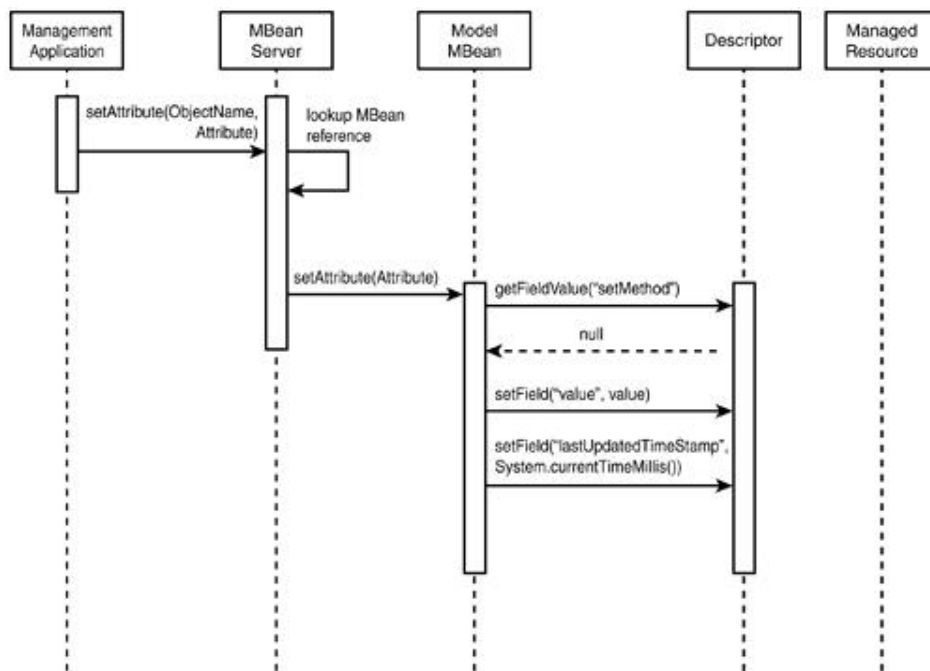 Management
Application
MBean
Server
Model
MBean
Descriptor
Managed
Resource
setAttribute(ObjectName,
Attribute)
lookup MBean
reference
setAttribute(Attribute)
getFieldValue(“setMethod”)
null
setField(“value”, value)
setField(“lastUpdatedTimeStamp”,
System.currentTimeMillis())